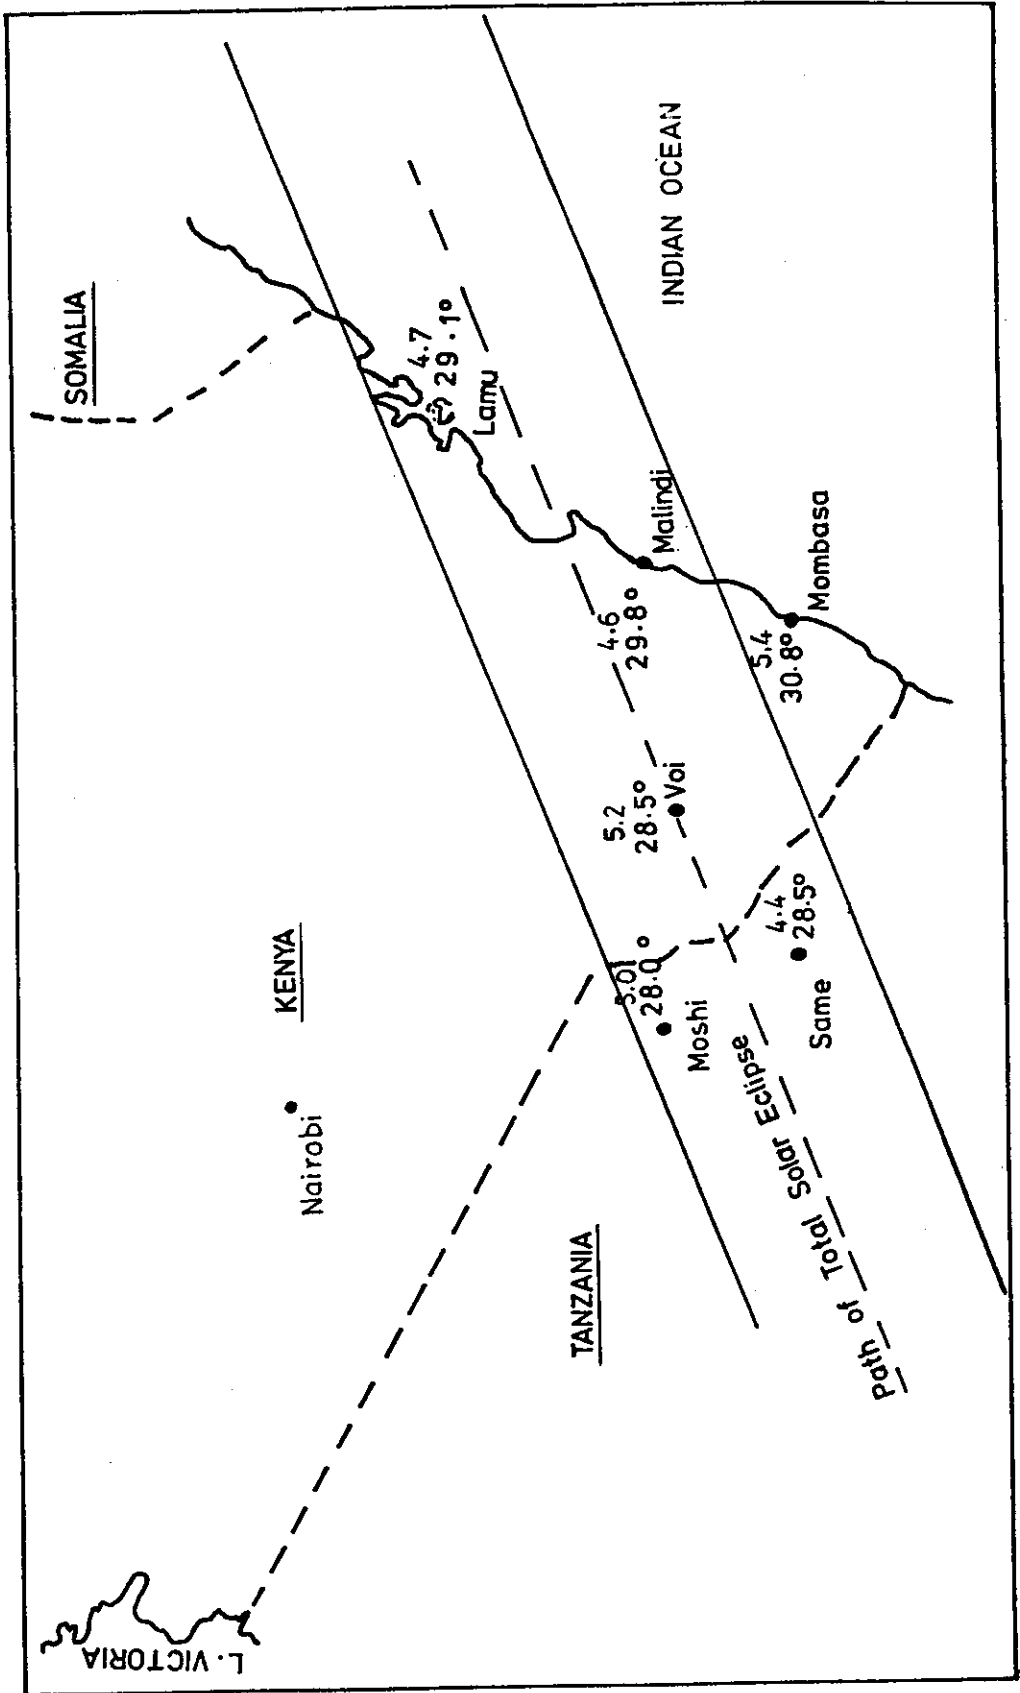 SOMALIA
KENYA
Nairobi
L. VICTORIA
TANZANIA
4.7
29.1°
Lamu
INDIAN OCEAN
4.6
29.8°
Malindi
5.2
28.5°
Voi
5.4
30.8°
Mombasa
5.01
28.0°
Moshi
4.4
28.5°
Same
Path of Total Solar Eclipse